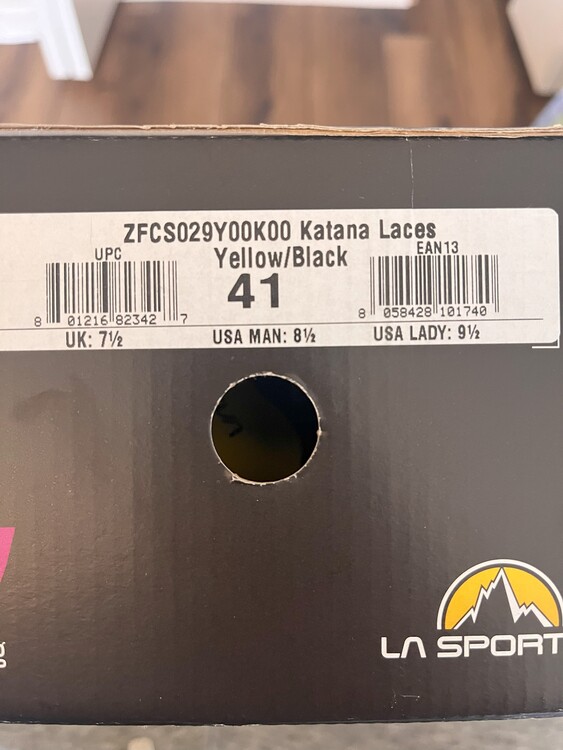 ZFCS029Y00K00 Katana Laces
UPC
Yellow/Black
EAN13
41
8 01216 82342 7
8 058428 101740
UK: 7½
USA MAN: 8½
USA LADY: 9½
LA SPORT